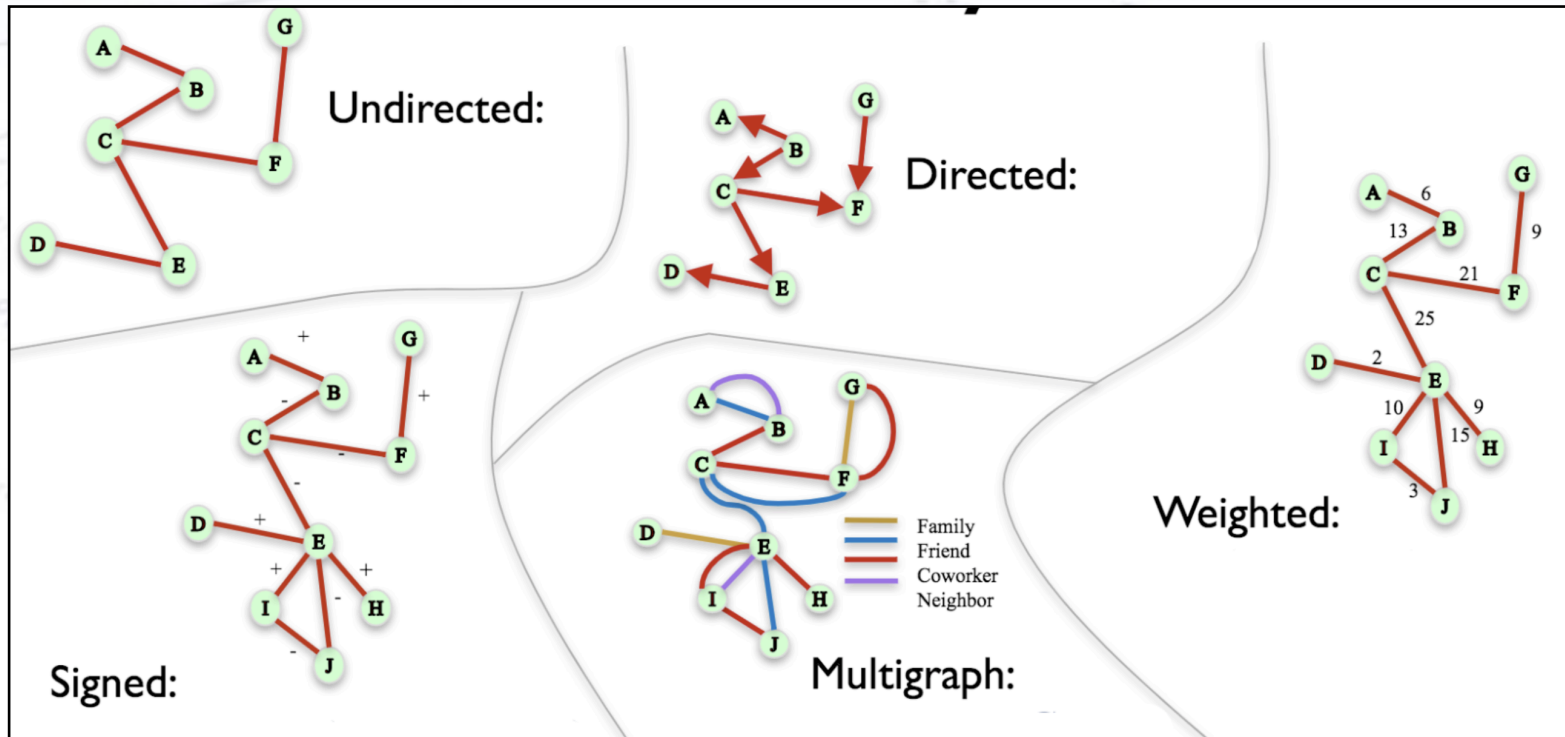 G
A
B
Undirected:
C
F
D
E
G
A
B
Directed:
C
F
D
E
G
A
6
B
13
9
C
21
F
25
D
2
E
10
9
15
I
H
3
J
Weighted:
+
G
A
B
+
-
C
-
F
-
D
+
E
+
+
-
I
H
-
J
Signed:
G
A
B
C
F
D
E
I
H
J
Family
Friend
Coworker
Neighbor
Multigraph: